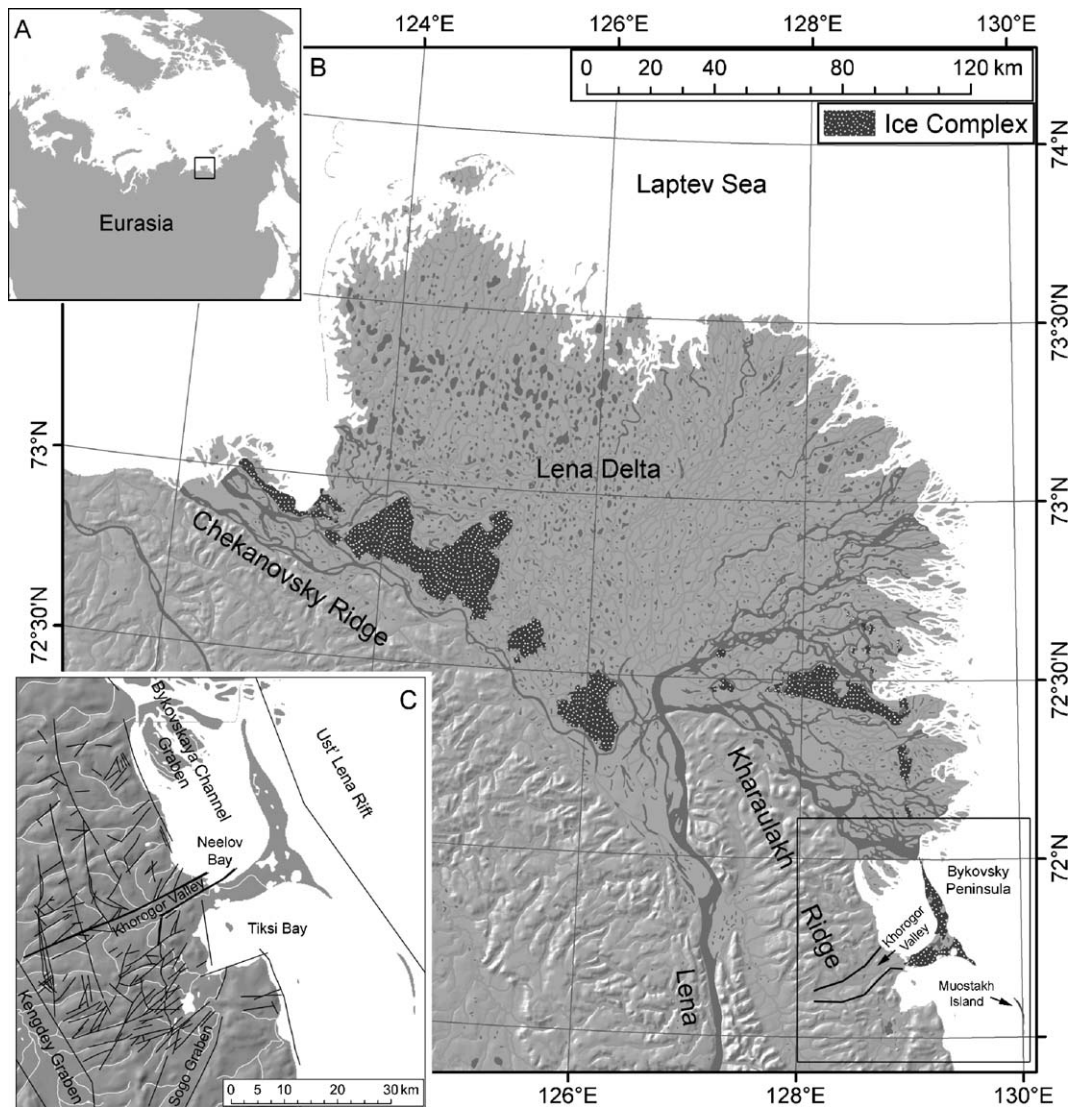 A
Eurasia
124°E
126°E
128°E
130°E
B
0 20 40 80 120 km
Ice Complex
74°N
73°30'N
73°N
72°30'N
72°N
73°N
72°30'N
Laptev Sea
Lena Delta
Chekanovsky Ridge
Kharaulakh
Ridge
Lena
Bykovsky
Peninsula
Khorogor
Valley
Muostakh
Island
126°E
128°E
130°E
C
Bykovskaya Channel
Graben
Ust' Lena Rift
Neelov
Bay
Khorogor Valley
Tiksi Bay
Kengdey Graben
Sogo Graben
0 5 10 20 30 km